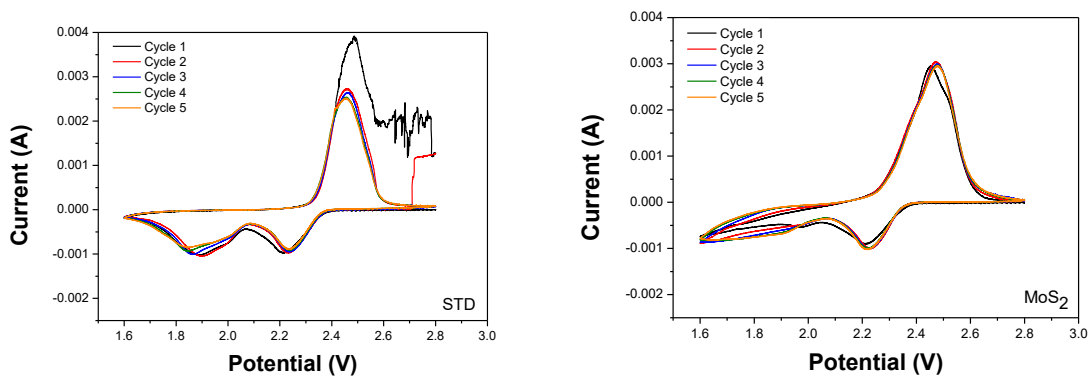 0.004
0.003
0.002
0.001
0.000
-0.001
-0.002
Current (A)
Cycle 1
Cycle 2
Cycle 3
Cycle 4
Cycle 5
STD
1.6 1.8 2.0 2.2 2.4 2.6 2.8 3.0
Potential (V)
0.004
0.003
0.002
0.001
0.000
-0.001
-0.002
Current (A)
Cycle 1
Cycle 2
Cycle 3
Cycle 4
Cycle 5
MoS₂
1.6 1.8 2.0 2.2 2.4 2.6 2.8 3.0
Potential (V)